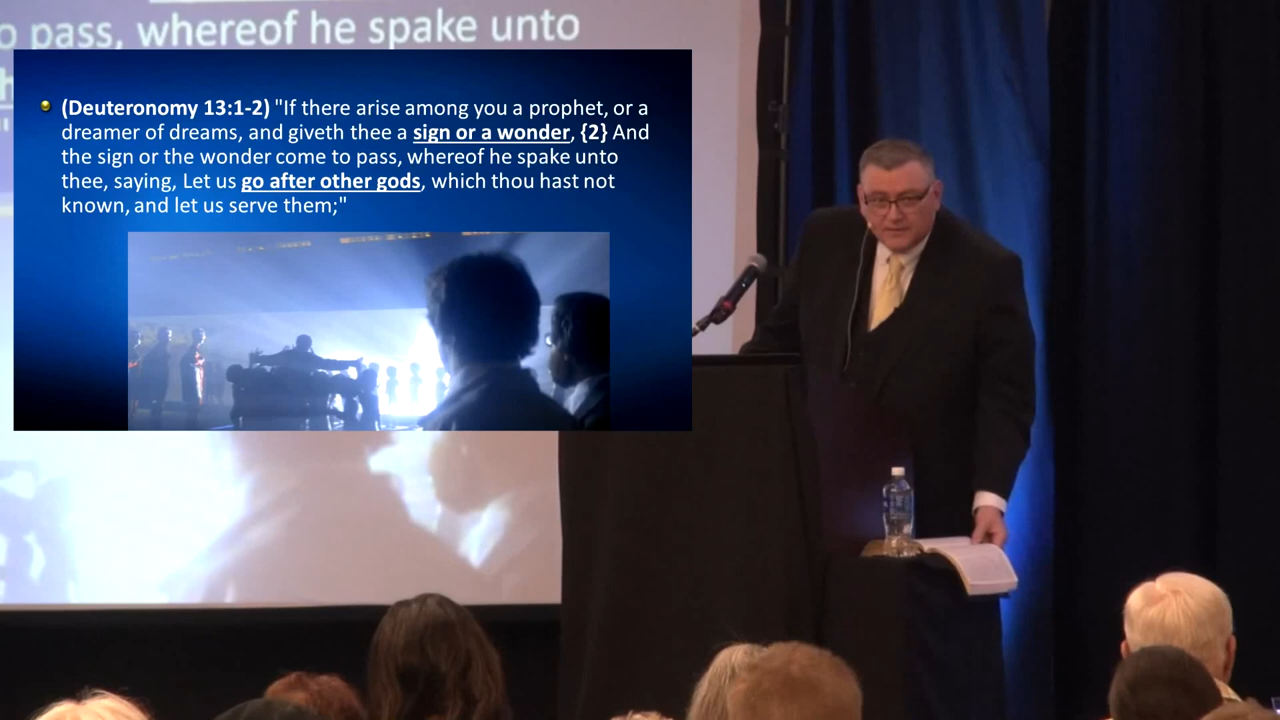 o pass, whereof he spake unto
(Deuteronomy 13:1-2) "If there arise among you a prophet, or a
dreamer of dreams, and giveth thee a sign or a wonder, {2} And
the sign or the wonder come to pass, whereof he spake unto
thee, saying, Let us go after other gods, which thou hast not
known, and let us serve them;"